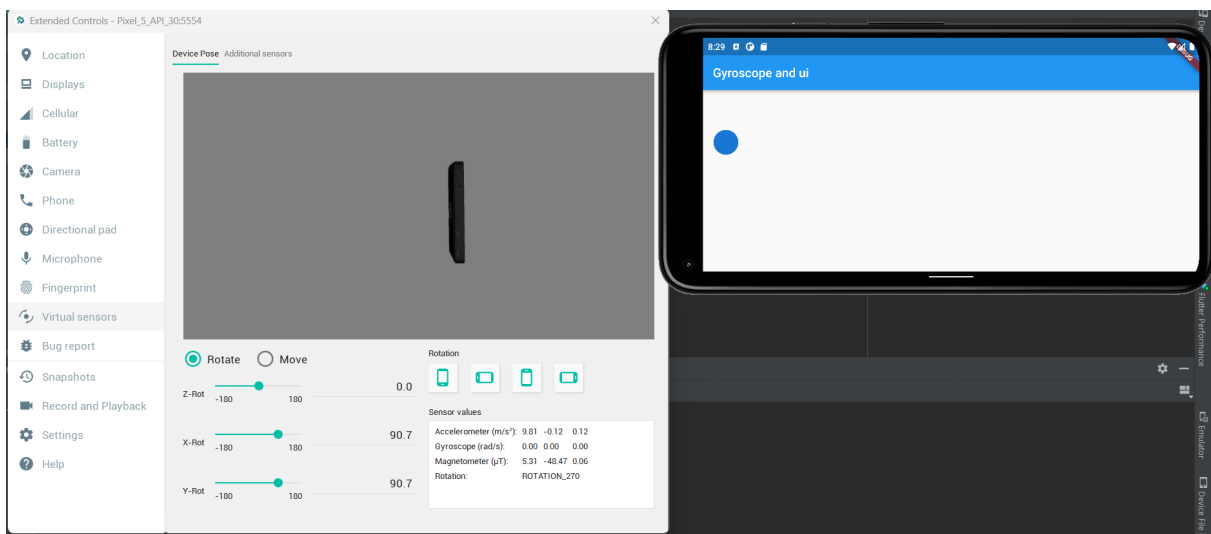 Extended Controls - Pixel_5_API_30:5554
Location
Displays
Cellular
Battery
Camera
Phone
Directional pad
Microphone
Fingerprint
Virtual sensors
Bug report
Snapshots
Record and Playback
Settings
Help
Device Pose Additional sensors
Rotate Move
Z-Rot -180 180 0.0
X-Rot -180 180 90.7
Y-Rot -180 180 90.7
Rotation
Sensor values
Accelerometer (m/s²): 9.81 -0.12 0.12
Gyroscope (rad/s): 0.00 0.00 0.00
Magnetometer (μT): 5.31 -48.47 0.06
Rotation: ROTATION_270
8:29
DEBUG
Gyroscope and ui
Flutter Performance
Emulator
Device File